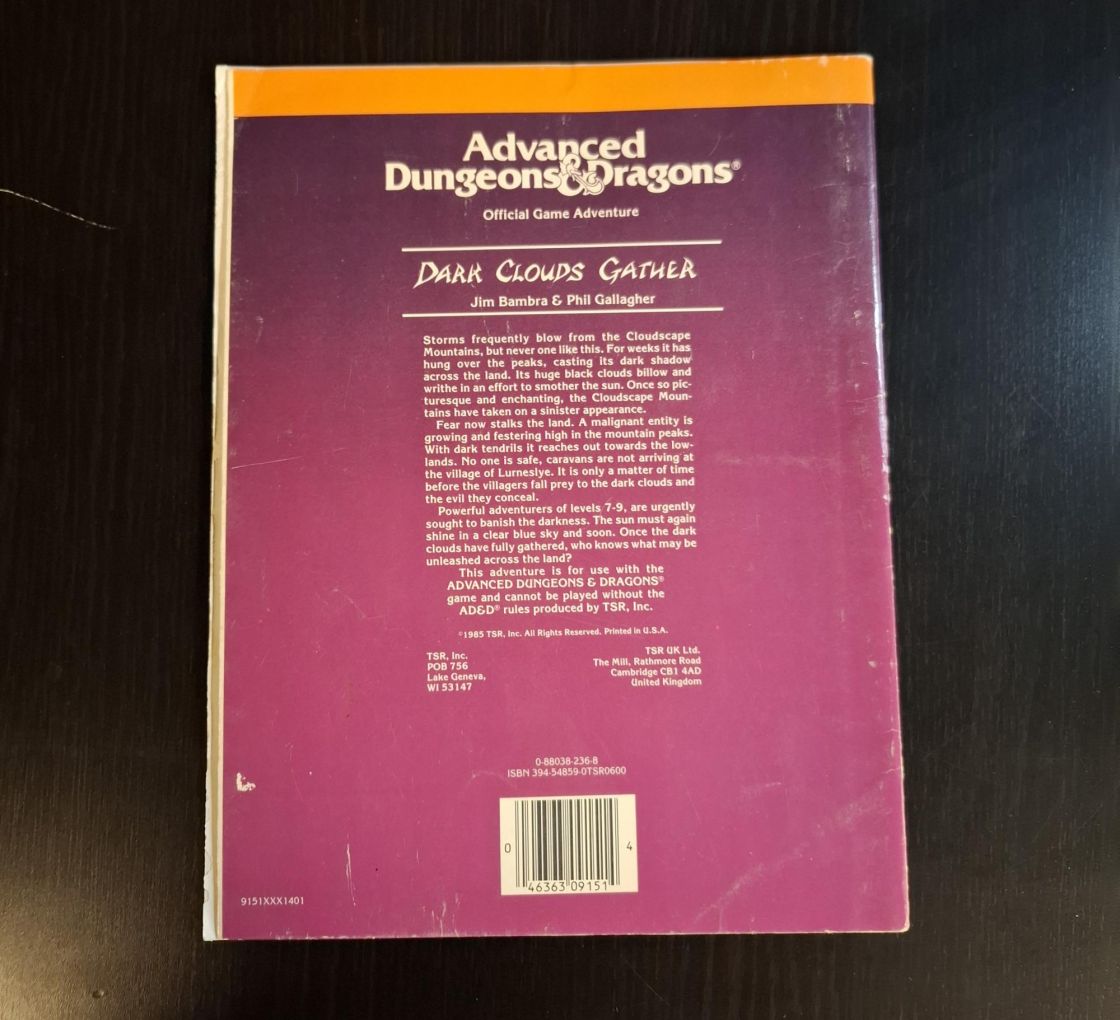 Advanced
Dungeons & Dragons®
Official Game Adventure
DARK CLOUDS GATHER
Jim Bambra & Phil Gallagher
Storms frequently blow from the Cloudscape
Mountains, but never one like this. For weeks it has
hung over the peaks, casting its dark shadow
across the land. Its huge black clouds billow and
writhe in an effort to smother the sun. Once so pic-
turesque and enchanting, the Cloudscape Moun-
tains have taken on a sinister appearance.
Fear now stalks the land. A malignant entity is
growing and festering high in the mountain peaks.
With dark tendrils it reaches out towards the low-
lands. No one is safe, caravans are not arriving at
the village of Lurneslye. It is only a matter of time
before the villagers fall prey to the dark clouds and
the evil they conceal.
Powerful adventurers of levels 7-9, are urgently
sought to banish the darkness. The sun must again
shine in a clear blue sky and soon. Once the dark
clouds have fully gathered, who knows what may be
unleashed across the land?
This adventure is for use with the
ADVANCED DUNGEONS & DRAGONS®
game and cannot be played without the
AD&D® rules produced by TSR, Inc.
©1985 TSR, Inc. All Rights Reserved. Printed in U.S.A.
TSR, Inc.
POB 756
Lake Geneva,
WI 53147
TSR UK Ltd.
The Mill, Rathmore Road
Cambridge CB1 4AD
United Kingdom
0-88038-236-8
ISBN 394-54859-0TSR0600
0 46363 09151 4
9151XXX1401